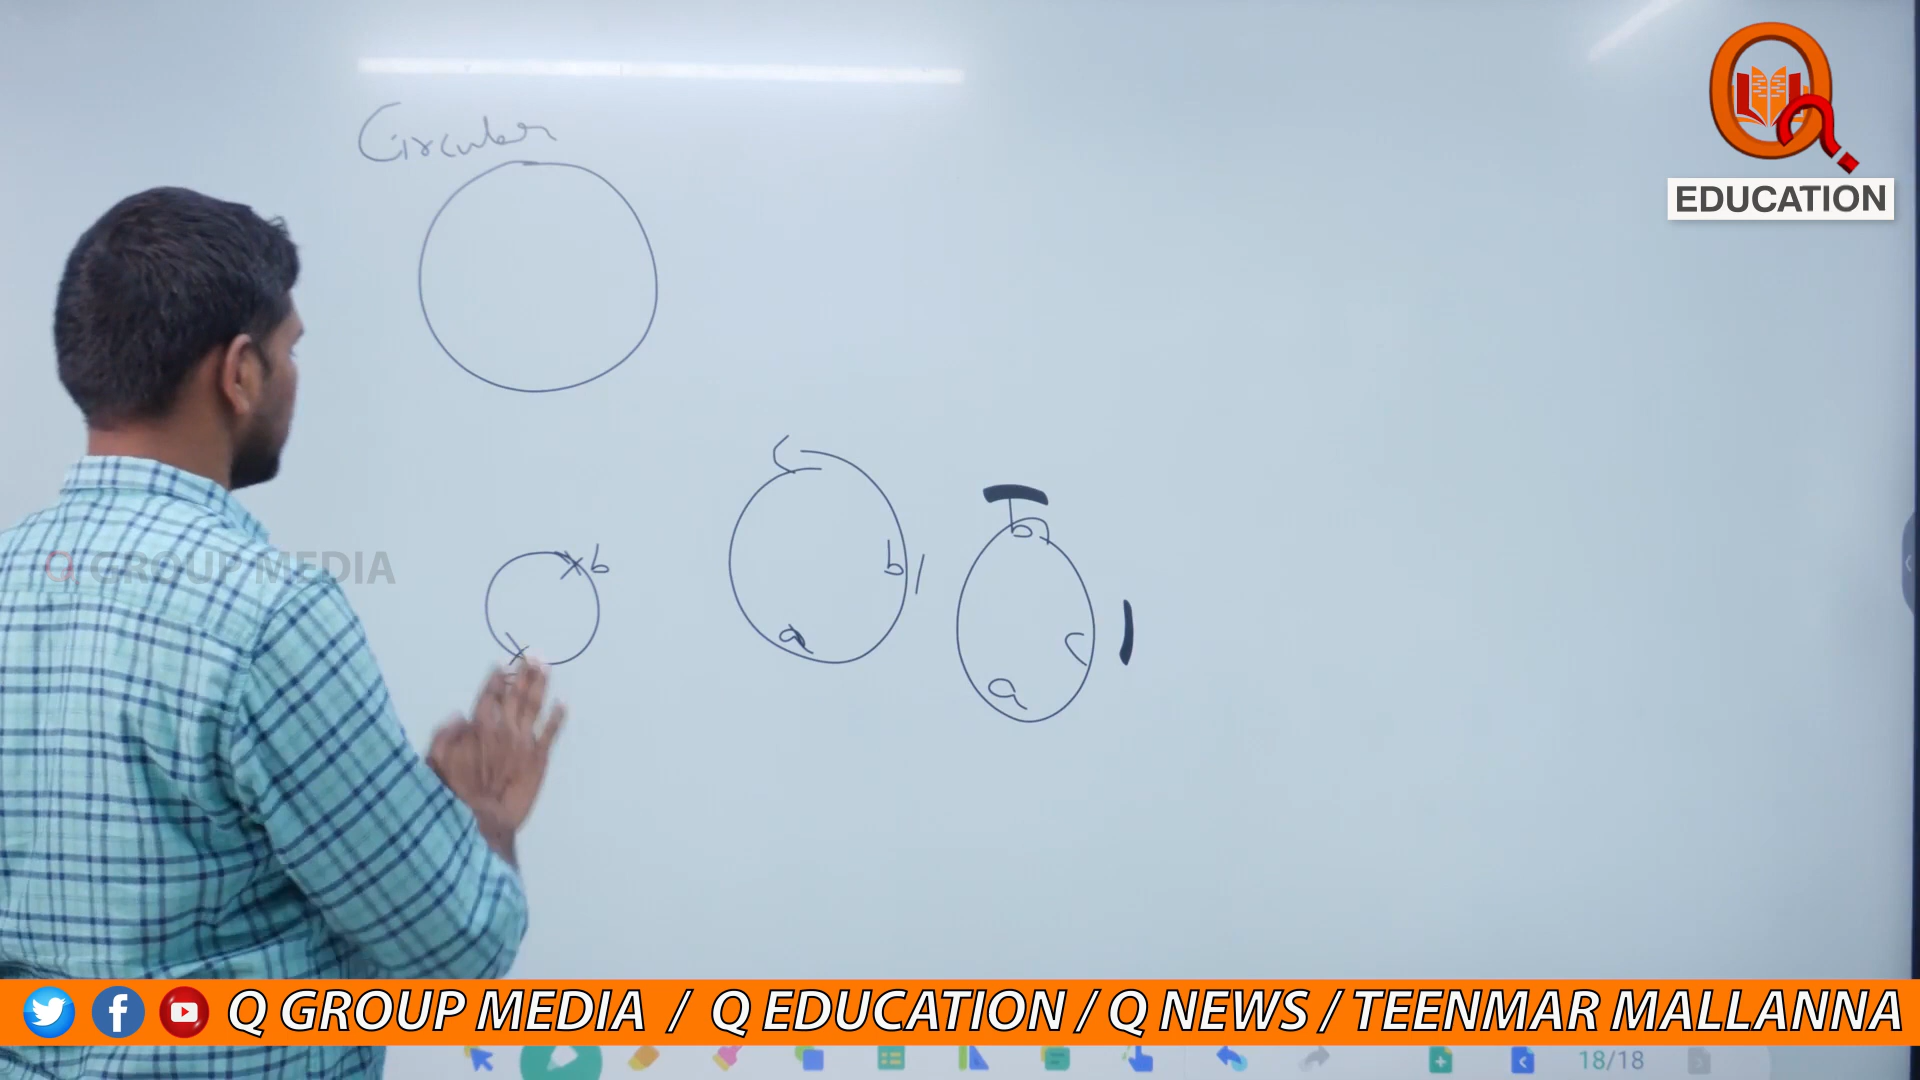 Circular
EDUCATION
Q GROUP MEDIA
b
c
b
a
b
c
a
Q GROUP MEDIA / Q EDUCATION / Q NEWS / TEENMAR MALLANNA
18/18